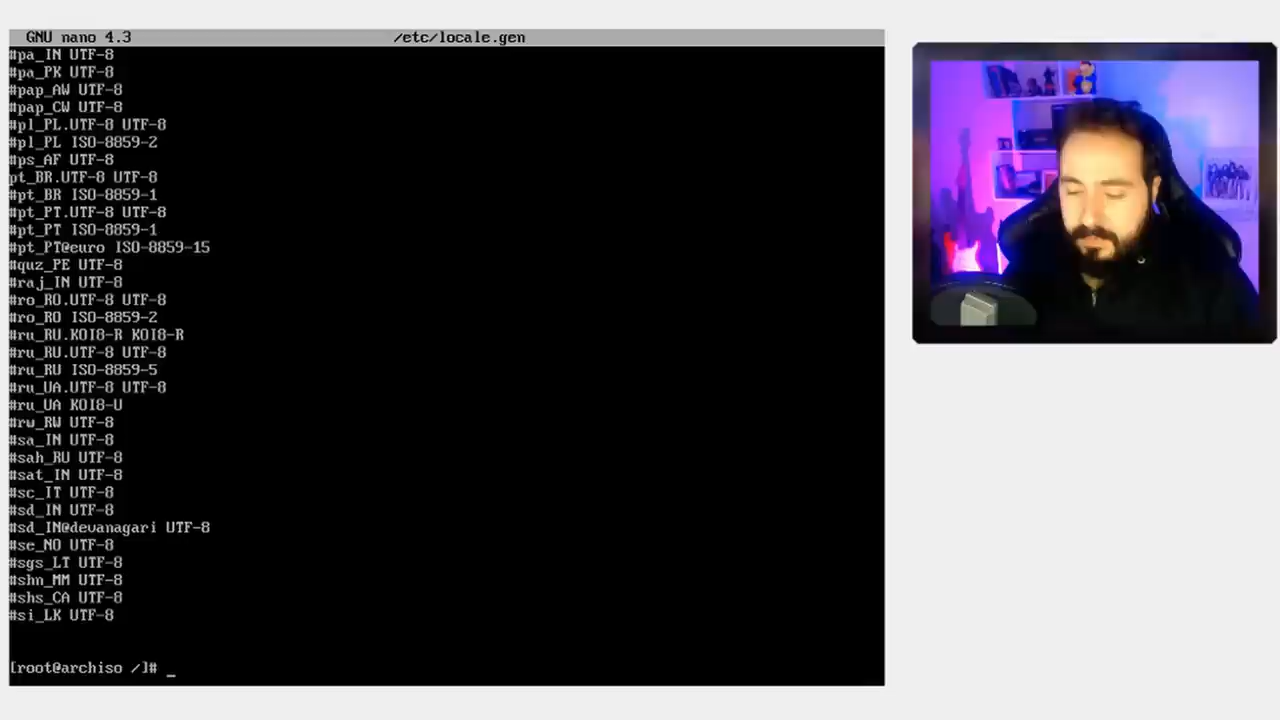 GNU nano 4.3 /etc/locale.gen
#pa_IN UTF-8
#pa_PK UTF-8
#pap_AW UTF-8
#pap_CW UTF-8
#pl_PL.UTF-8 UTF-8
#pl_PL ISO-8859-2
#ps_AF UTF-8
pt_BR.UTF-8 UTF-8
#pt_BR ISO-8859-1
#pt_PT.UTF-8 UTF-8
#pt_PT ISO-8859-1
#pt_PT@euro ISO-8859-15
#quz_PE UTF-8
#raj_IN UTF-8
#ro_RO.UTF-8 UTF-8
#ro_RO ISO-8859-2
#ru_RU.KOI8-R KOI8-R
#ru_RU.UTF-8 UTF-8
#ru_RU ISO-8859-5
#ru_UA.UTF-8 UTF-8
#ru_UA KOI8-U
#rw_RW UTF-8
#sa_IN UTF-8
#sah_RU UTF-8
#sat_IN UTF-8
#sc_IT UTF-8
#sd_IN UTF-8
#sd_IN@devanagari UTF-8
#se_NO UTF-8
#sgs_LT UTF-8
#shn_MM UTF-8
#shs_CA UTF-8
#si_LK UTF-8
[root@archiso /]# _